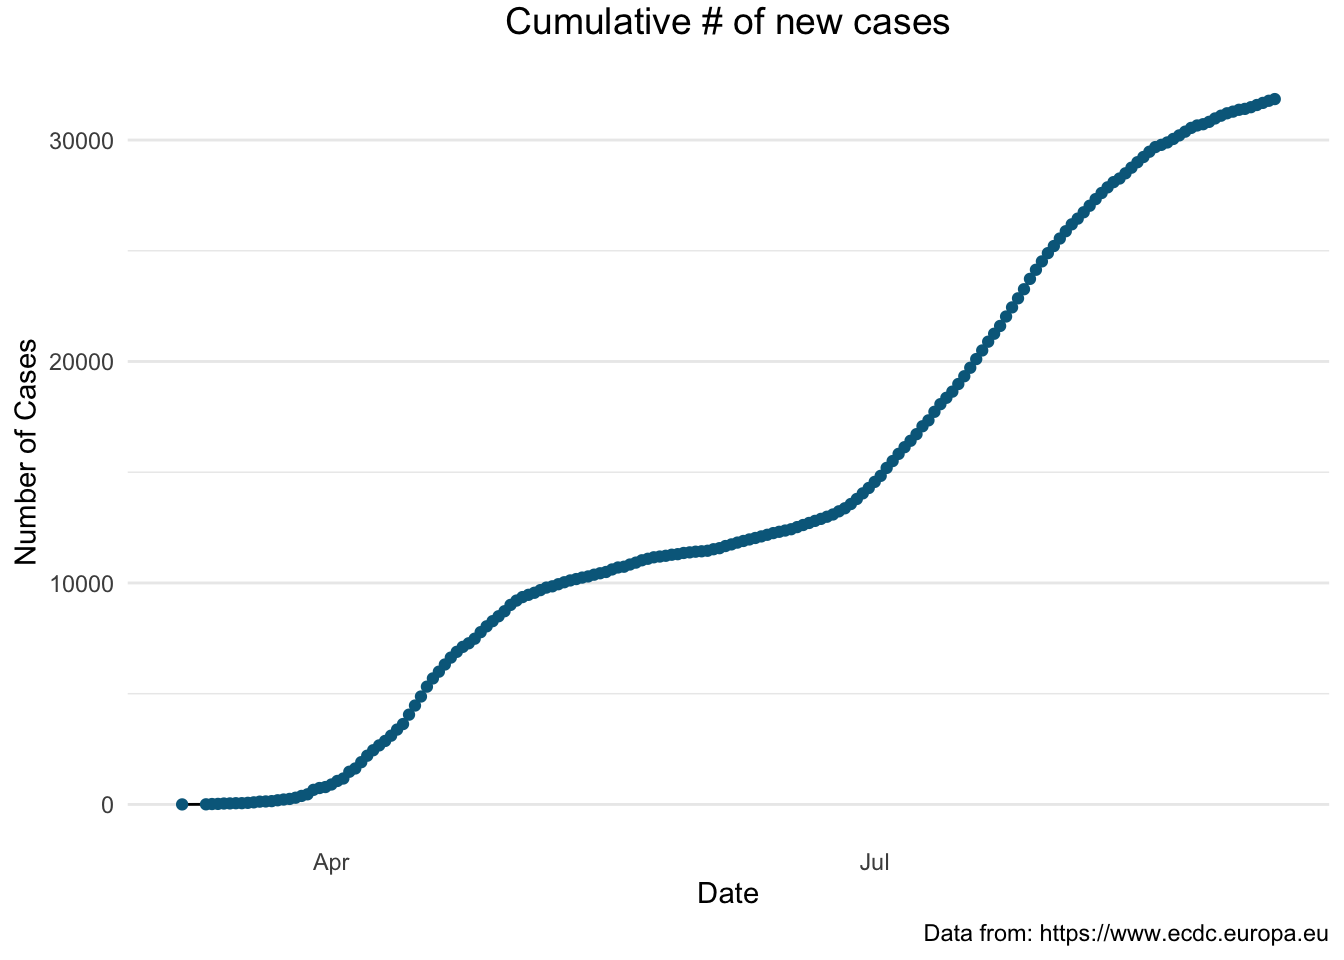 Cumulative # of new cases
30000
20000
10000
0
Number of Cases
Apr
Jul
Date
Data from: https://www.ecdc.europa.eu